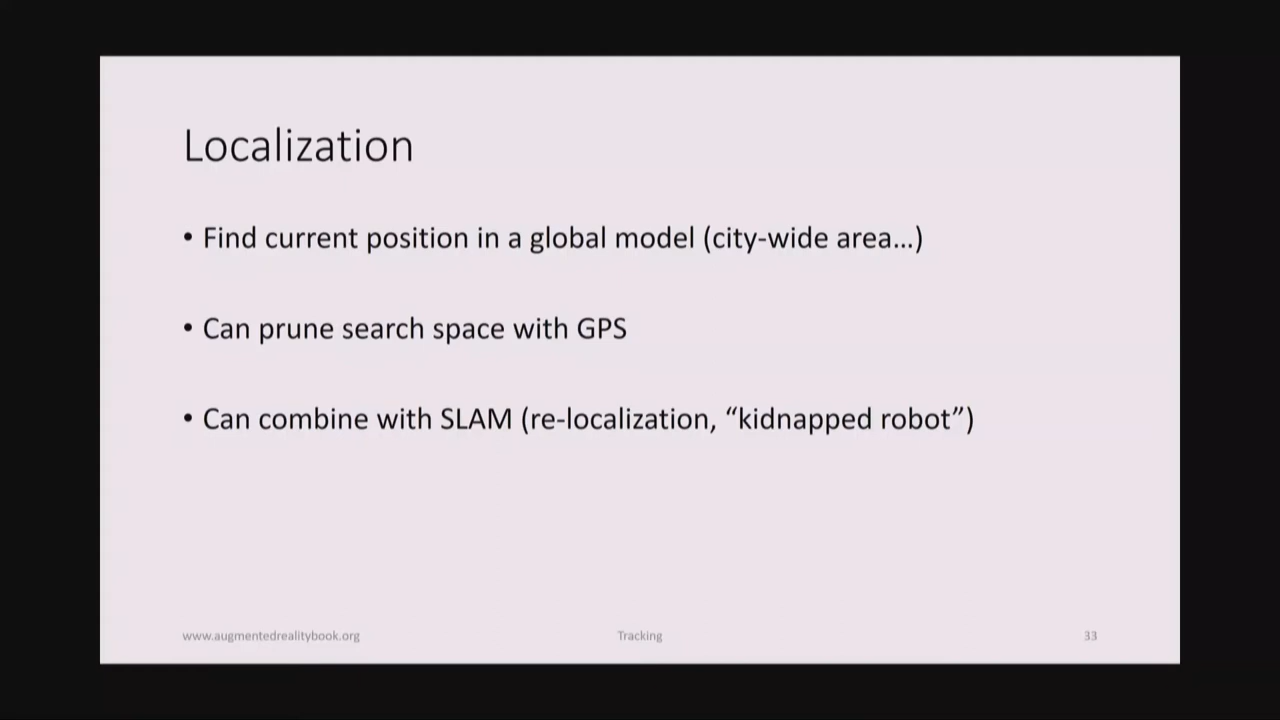 Localization
• Find current position in a global model (city-wide area…)
• Can prune search space with GPS
• Can combine with SLAM (re-localization, “kidnapped robot”)
www.augmentedrealitybook.org Tracking 33